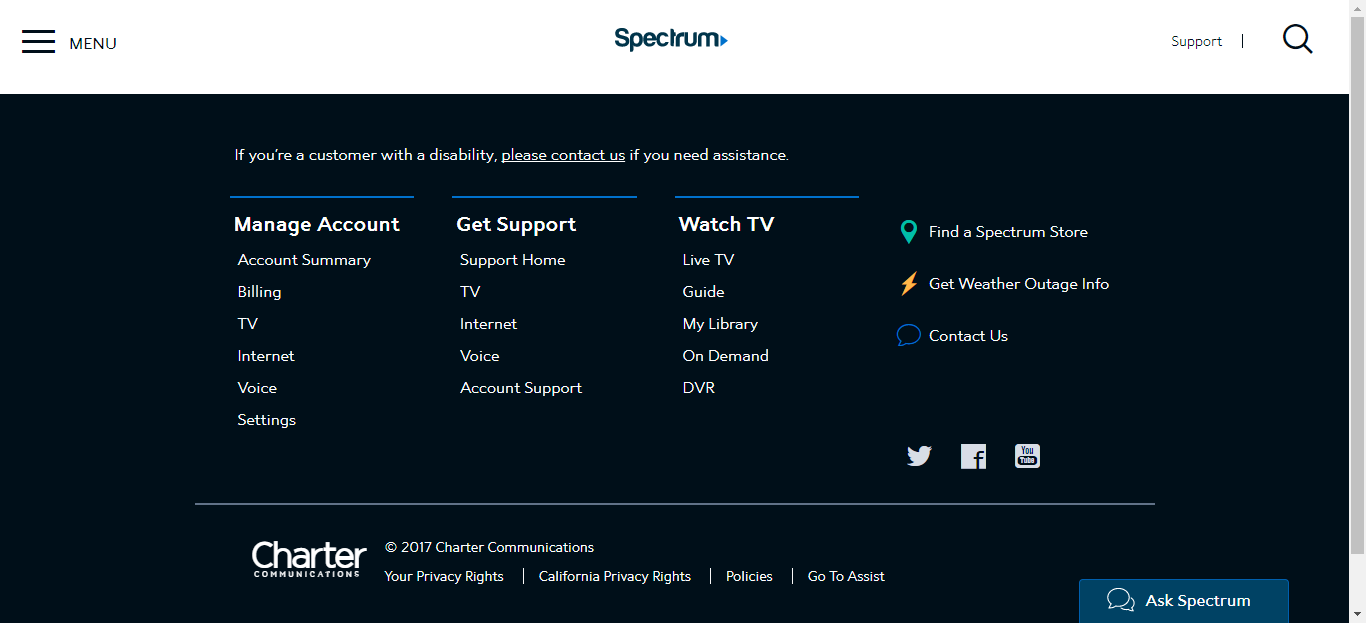 MENU
Spectrum
Support |
If you're a customer with a disability, please contact us if you need assistance.
Manage Account
Account Summary
Billing
TV
Internet
Voice
Settings
Get Support
Support Home
TV
Internet
Voice
Account Support
Watch TV
Live TV
Guide
My Library
On Demand
DVR
Find a Spectrum Store
Get Weather Outage Info
Contact Us
You
Tube
Charter
COMMUNICATIONS
© 2017 Charter Communications
Your Privacy Rights | California Privacy Rights | Policies | Go To Assist
Ask Spectrum